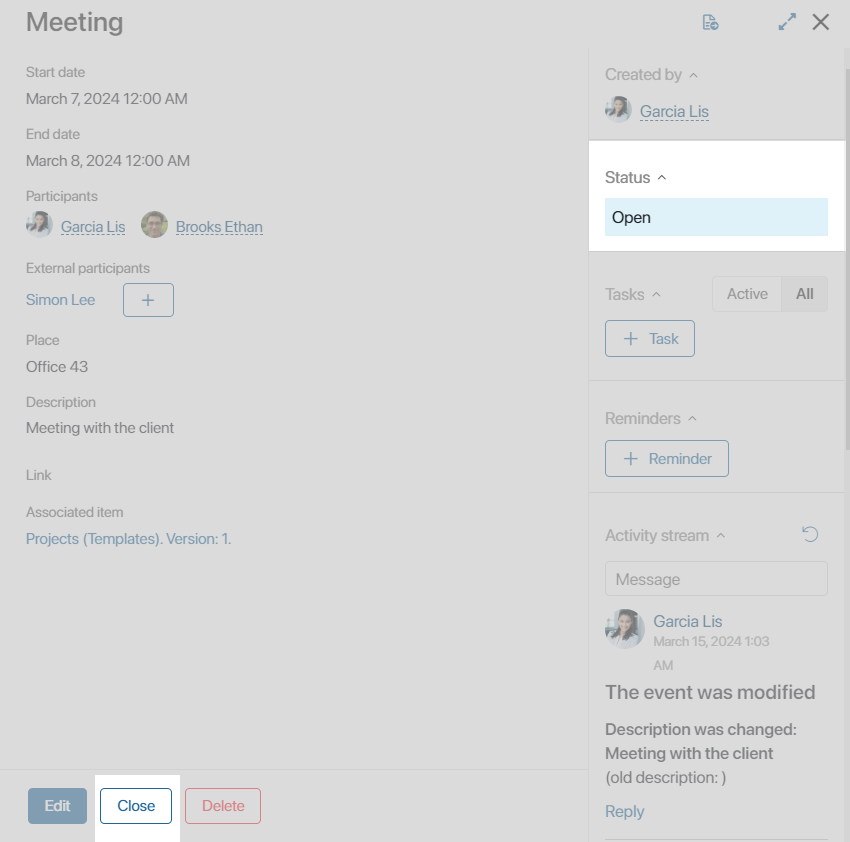 Meeting
Start date
March 7, 2024 12:00 AM
End date
March 8, 2024 12:00 AM
Participants
Garcia Lis Brooks Ethan
External participants
Simon Lee
Place
Office 43
Description
Meeting with the client
Link
Associated item
Projects (Templates). Version: 1.
Edit Close Delete
Created by
Garcia Lis
Status
Open
Tasks Active All
+ Task
Reminders
+ Reminder
Activity stream
Message
Garcia Lis
March 15, 2024 1:03
AM
The event was modified
Description was changed:
Meeting with the client
(old description: )
Reply